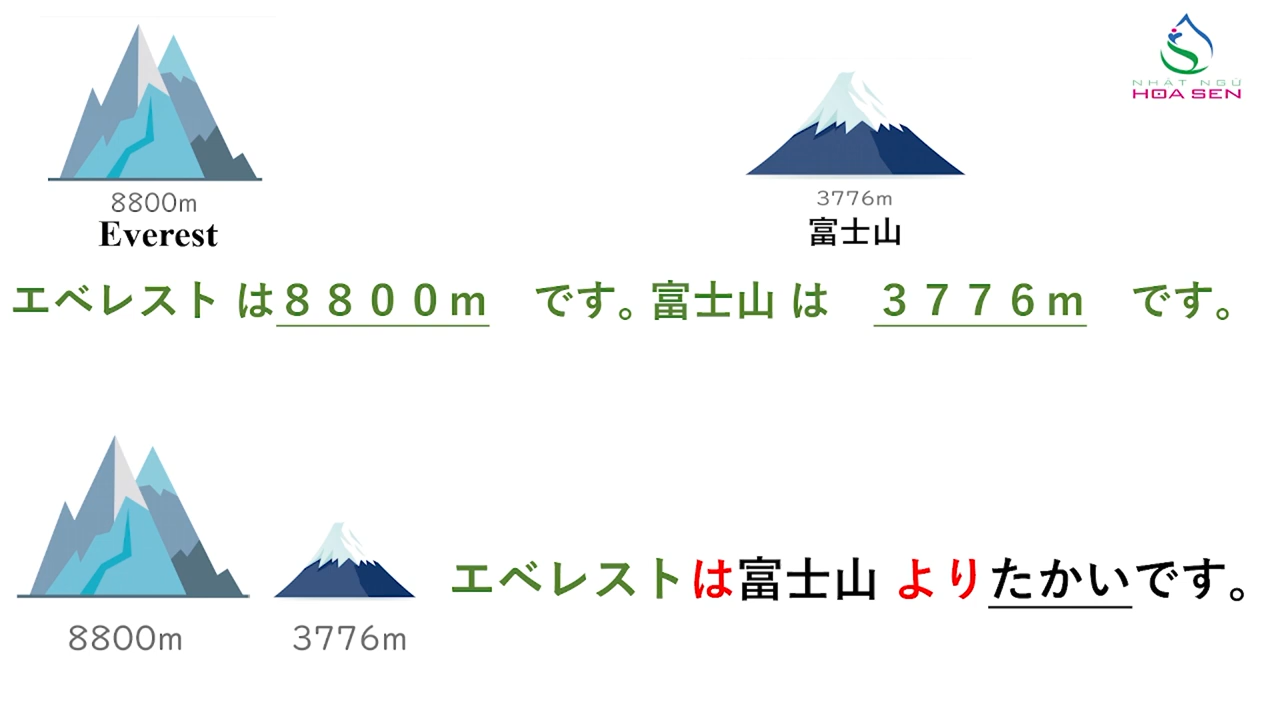 NHẬT NGỮ
HOA SEN
8800m
Everest
3776m
富士山
エベレスト は８８００ｍ　です。富士山 は　３７７６ｍ　です。
エベレストは富士山 よりたかいです。
8800m
3776m